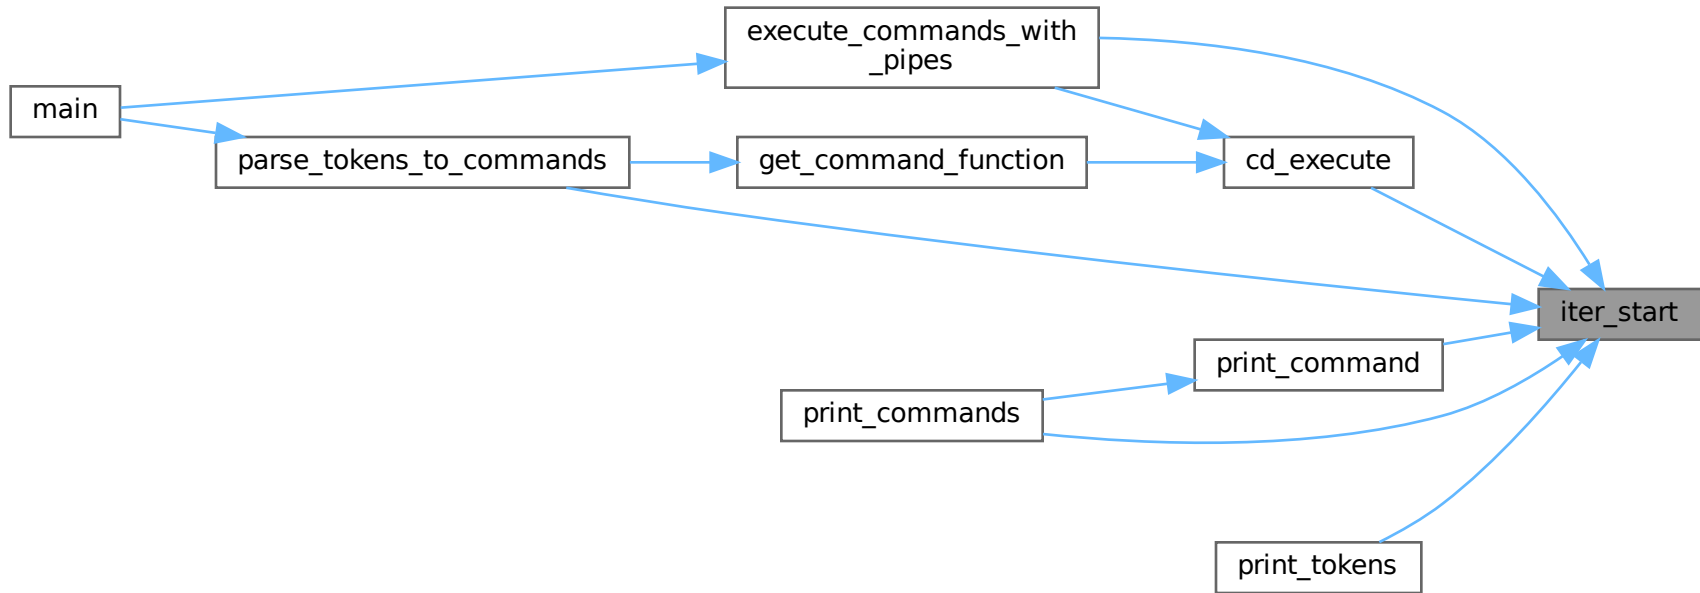 execute_commands_with
_pipes
main
parse_tokens_to_commands
get_command_function
cd_execute
iter_start
print_command
print_commands
print_tokens